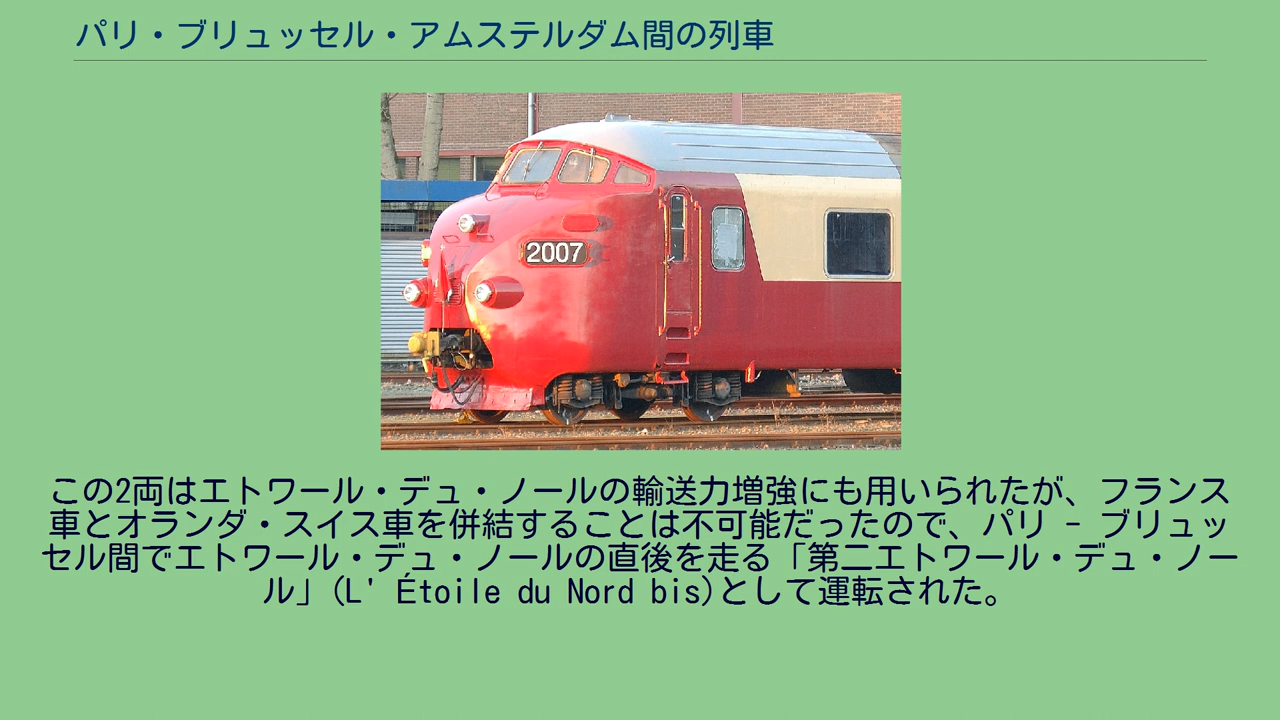 パリ・ブリュッセル・アムステルダム間の列車
2007
この2両はエトワール・デュ・ノールの輸送力増強にも用いられたが、フランス
車とオランダ・スイス車を併結することは不可能だったので、パリ - ブリュッ
セル間でエトワール・デュ・ノールの直後を走る「第二エトワール・デュ・ノー
ル」(L' Étoile du Nord bis)として運転された。